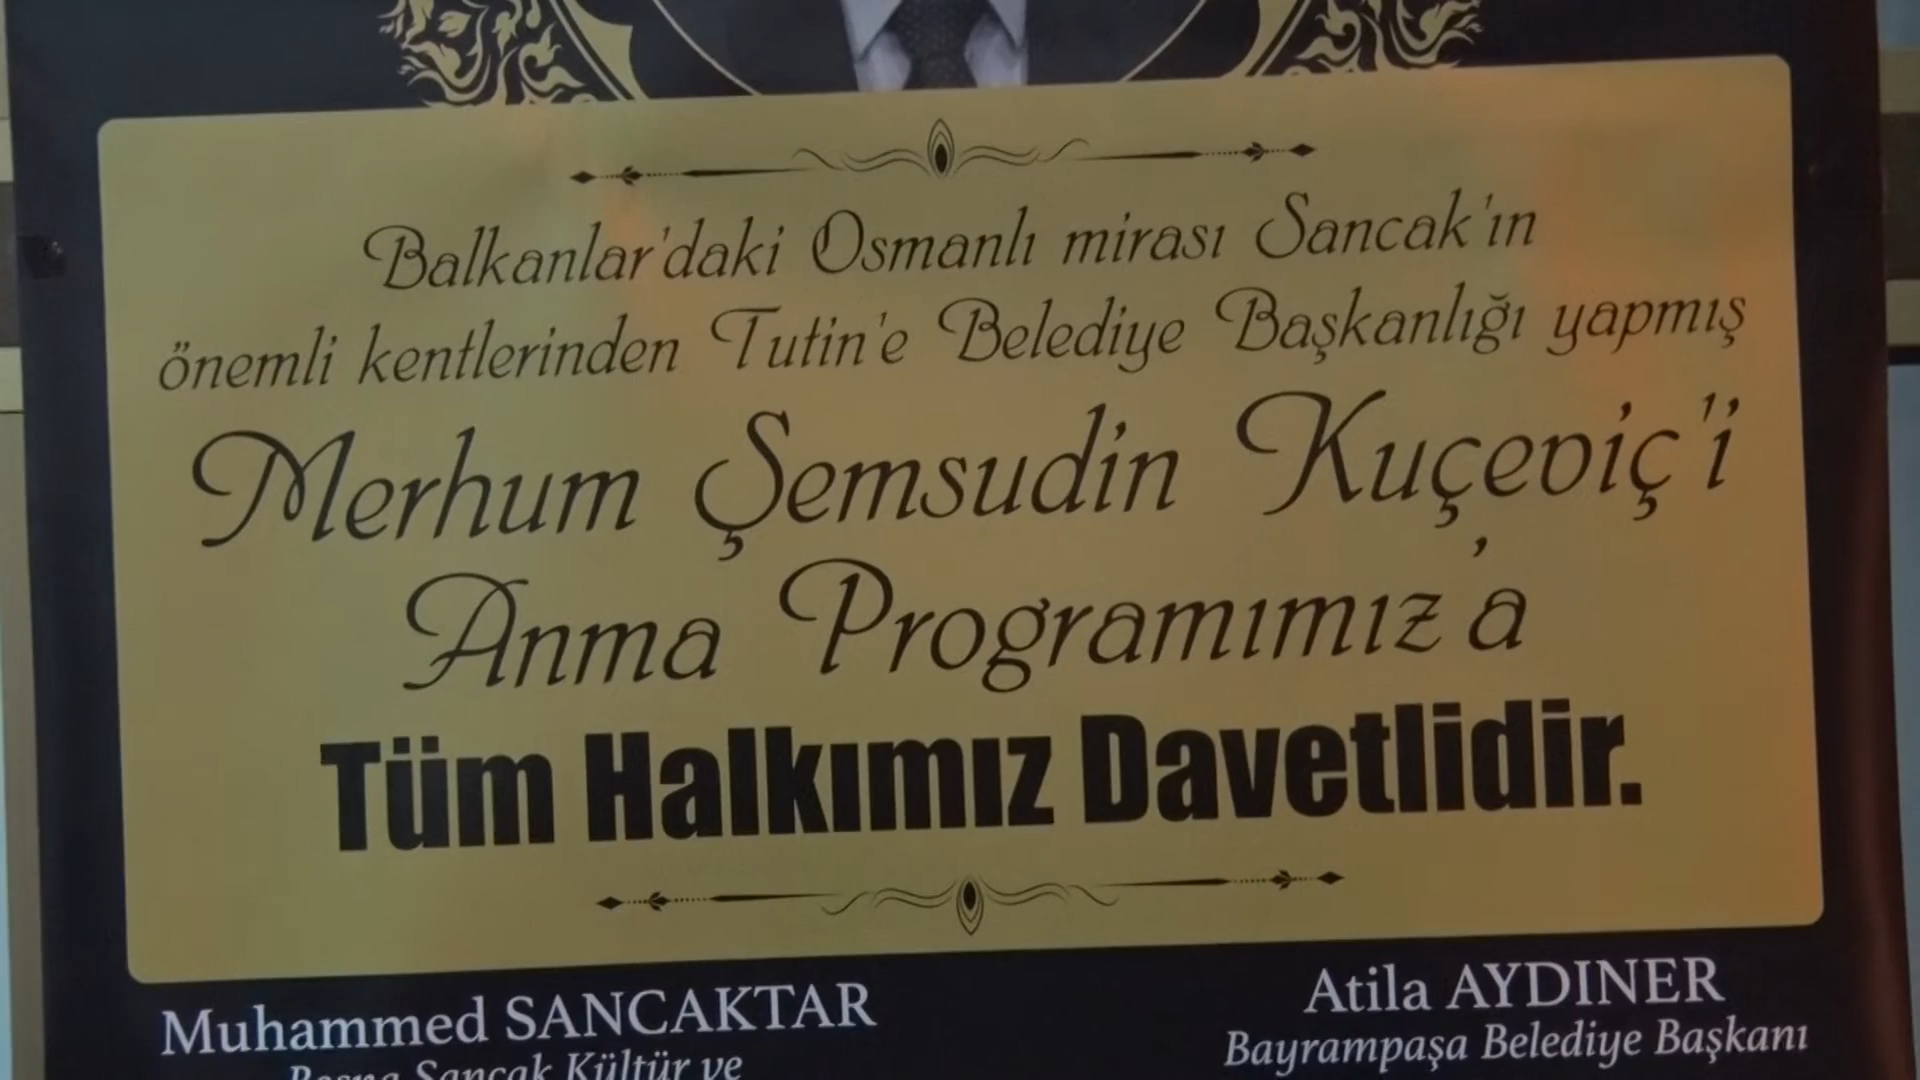 Balkanlar'daki Osmanlı mirası Sancak'ın
önemli kentlerinden Tutin'e Belediye Başkanlığı yapmış
Merhum Şemsudin Kuçeviç'i
Anma Programımız'a
Tüm Halkımız Davetlidir.
Muhammed SANCAKTAR
Bosna Sancak Kültür ve
Atila AYDINER
Bayrampaşa Belediye Başkanı